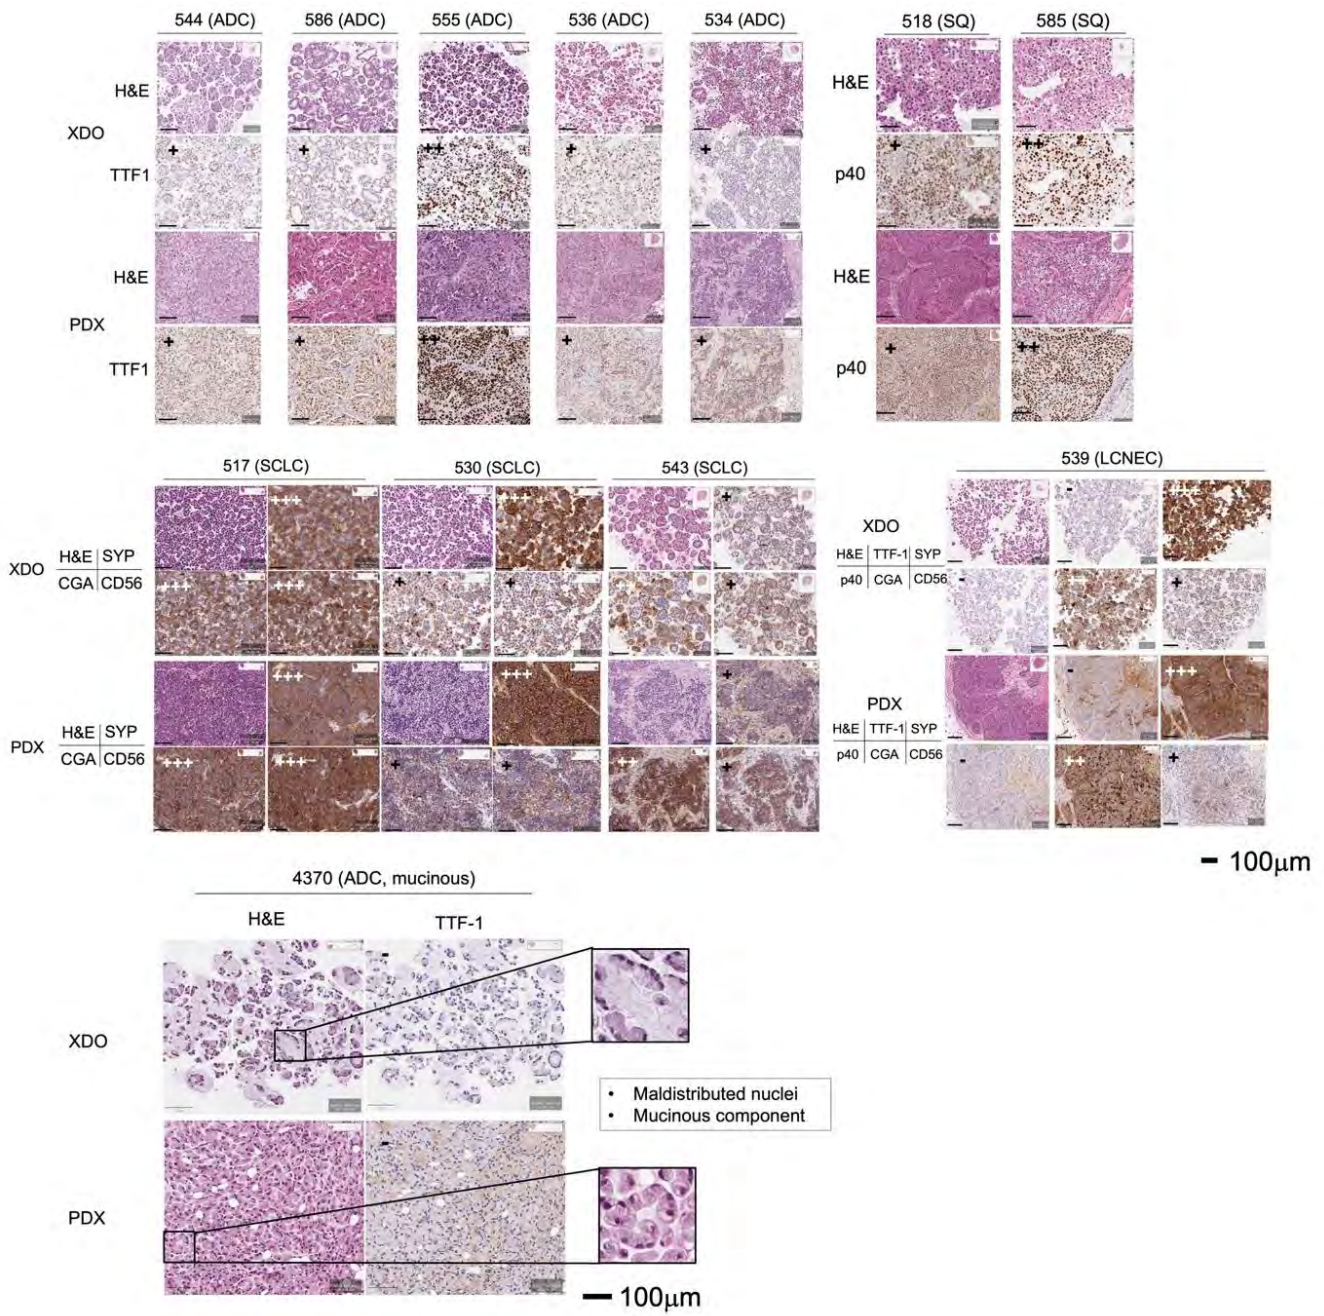 544 (ADC) 586 (ADC) 555 (ADC) 536 (ADC) 534 (ADC) 518 (SQ) 585 (SQ)
H&E H&E
XDO
+ + ++ + + + ++
TTF1 p40
H&E H&E
PDX
+ + ++ + + + ++
TTF1 p40
517 (SCLC) 530 (SCLC) 543 (SCLC) 539 (LCNEC)
+++ +++ + - +++
XDO H&E SYP
CGA CD56
XDO
H&E TTF-1 SYP
p40 CGA CD56
+++ +++ + + ++ + - ++ +
+++ +++ + - +++
PDX H&E SYP
CGA CD56
PDX
H&E TTF-1 SYP
p40 CGA CD56
+++ +++ + + ++ + - ++ +
100μm
4370 (ADC, mucinous)
H&E TTF-1
-
XDO
• Maldistributed nuclei
• Mucinous component
-
PDX
100μm